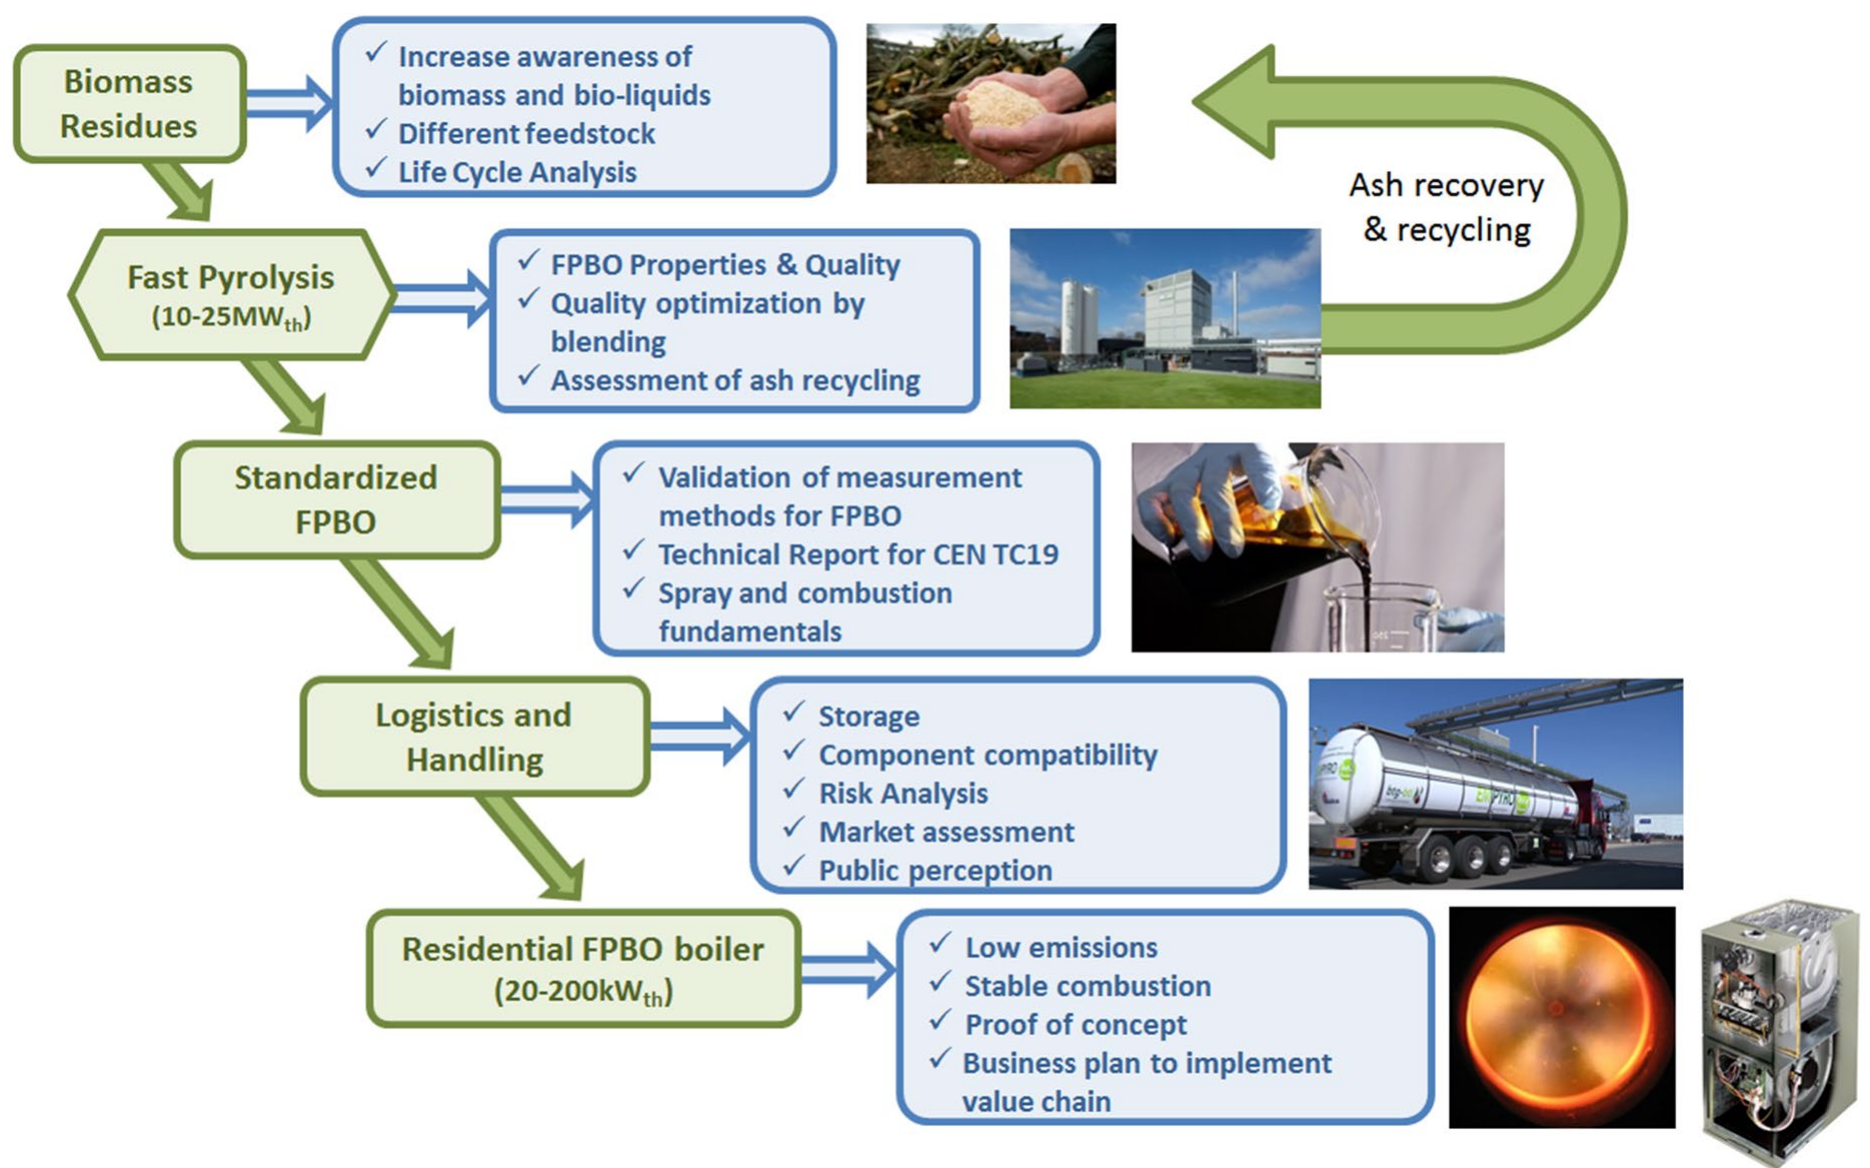 Biomass
Residues
✓ Increase awareness of
biomass and bio-liquids
✓ Different feedstock
✓ Life Cycle Analysis
Ash recovery
& recycling
Fast Pyrolysis
(10-25MWth)
✓ FPBO Properties & Quality
✓ Quality optimization by
blending
✓ Assessment of ash recycling
Standardized
FPBO
✓ Validation of measurement
methods for FPBO
✓ Technical Report for CEN TC19
✓ Spray and combustion
fundamentals
250
Logistics and
Handling
✓ Storage
✓ Component compatibility
✓ Risk Analysis
✓ Market assessment
✓ Public perception
btg-btl
EMPYRO
Residential FPBO boiler
(20-200kWth)
✓ Low emissions
✓ Stable combustion
✓ Proof of concept
✓ Business plan to implement
value chain